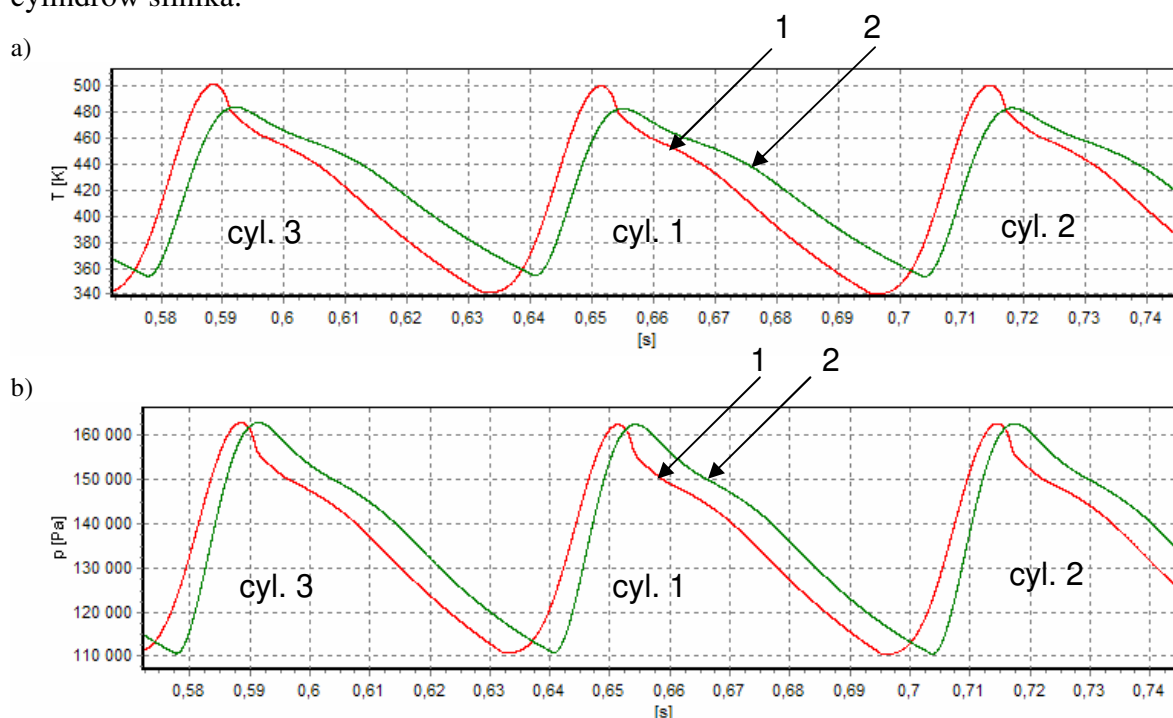 cylindrów silnika.
a)
1 2
T [K]
500
480
460
440
420
400
380
360
340
cyl. 3 cyl. 1 cyl. 2
0,58 0,59 0,6 0,61 0,62 0,63 0,64 0,65 0,66 0,67 0,68 0,69 0,7 0,71 0,72 0,73 0,74
[s]
b)
1 2
p [Pa]
160 000
150 000
140 000
130 000
120 000
110 000
cyl. 3 cyl. 1 cyl. 2
0,58 0,59 0,6 0,61 0,62 0,63 0,64 0,65 0,66 0,67 0,68 0,69 0,7 0,71 0,72 0,73 0,74
[s]